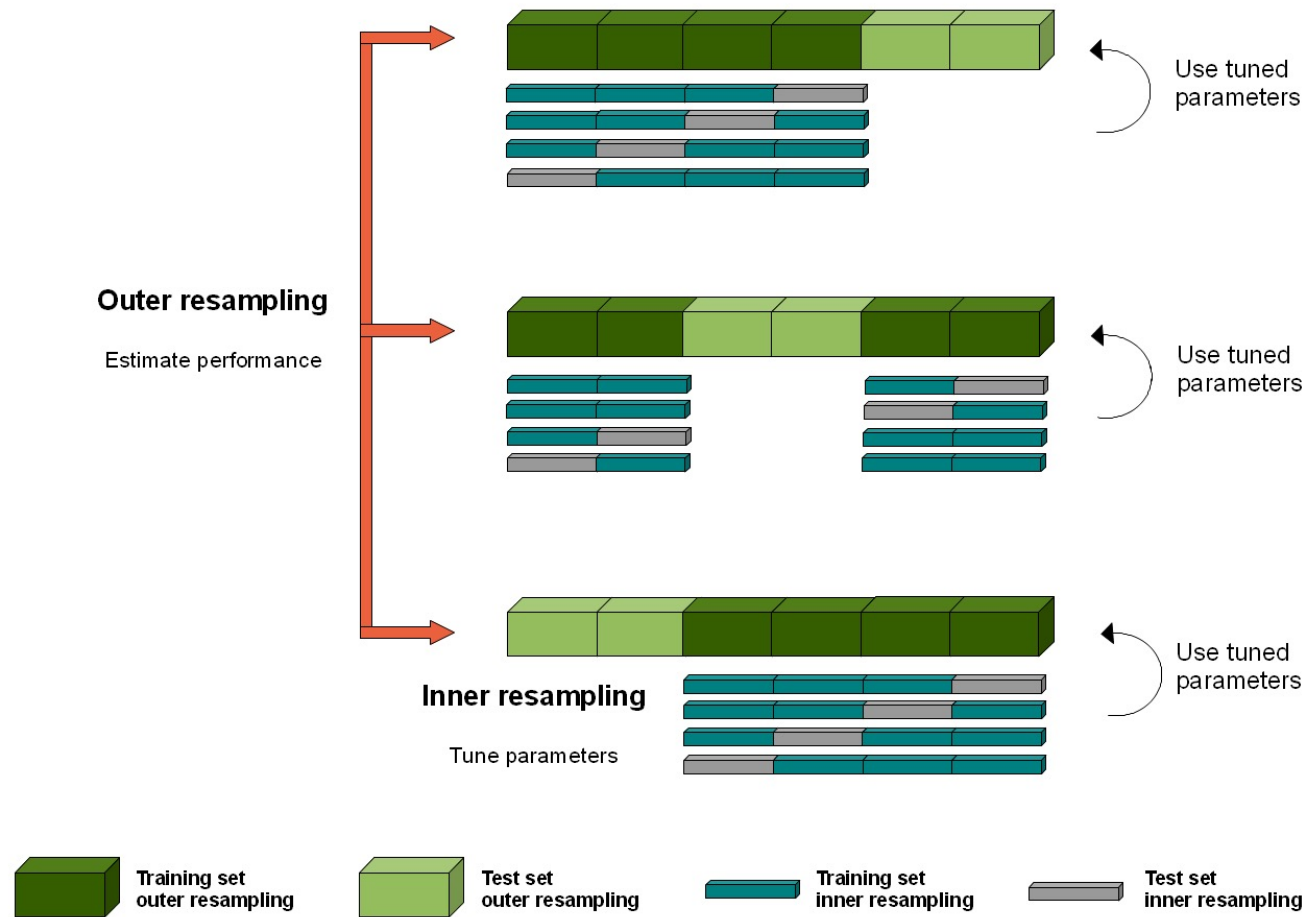 Use tuned
parameters
Outer resampling
Estimate performance
Use tuned
parameters
Inner resampling
Tune parameters
Use tuned
parameters
Training set
outer resampling
Test set
outer resampling
Training set
inner resampling
Test set
inner resampling